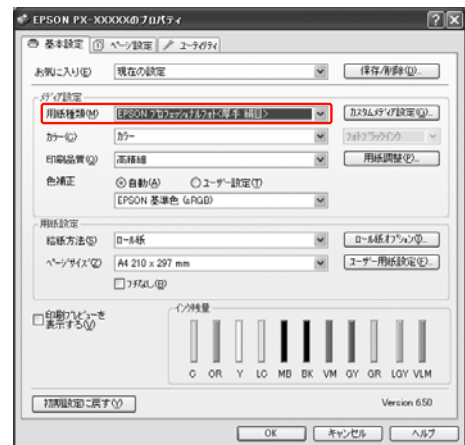 EPSON PX-XXXXXのプロパティ
基本設定 ページ設定 ユーティリティ
お気に入り(E) 現在の設定 保存/削除(D)...
メディア設定
用紙種類(M) EPSON プロフェッショナルフォト<厚手 絹目> カスタムメディア設定(G)...
カラー(C) カラー フォトブラックインク
印刷品質(Q) 高精細 用紙調整(P)...
色補正 自動(A) ユーザー設定(T)
EPSON 基準色 (sRGB)
用紙設定
給紙方法(S) ロール紙 ロール紙オプション(I)...
ページサイズ(Z) A4 210 x 297 mm ユーザー用紙設定(E)...
フチなし(B)
印刷プレビューを
表示する(V)
インク残量
C OR Y LC MB BK VM GY GR LGY VLM
初期設定に戻す(Y) Version 6.50
OK キャンセル ヘルプ